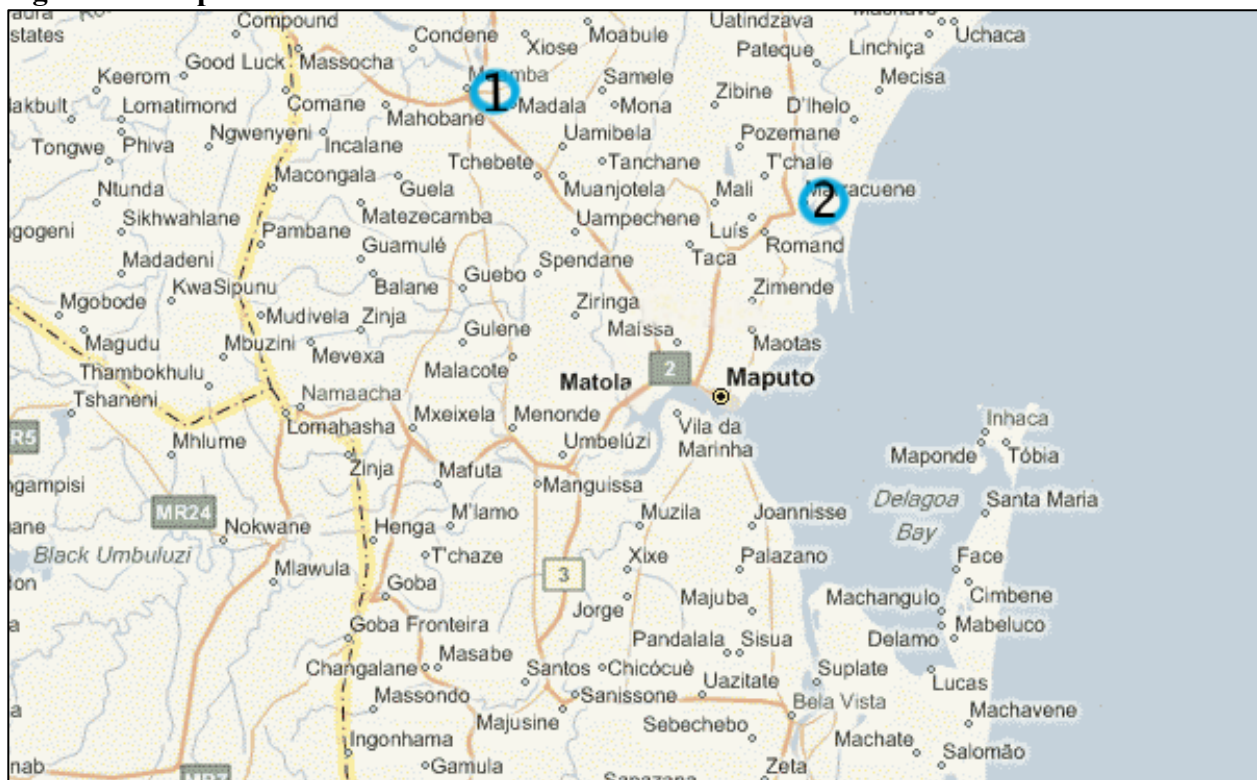 Compound
Condene
Moabule
Uatindzava
Uchaca
states
Massocha
Xiose
Pateque
Linchiça
Keerom
Good Luck
Samele
Zibine
Mecisa
Lomatimond
Comane
1
Madala
Mona
D'lhelo
Mahobane
Phiva
Ngwenyeni
Incalane
Uamibela
Pozemane
Tongwe
Tchebete
Tanchane
T'chale
Ntunda
Macongala
Guela
Muanjotela
Mali
2
Sikhwahlane
Matezecamba
Uampechene
Luís
Pambane
Romand
Madadeni
Guamulé
Spendane
Taca
KwaSipunu
Balane
Guebo
Zimende
Mgobode
Mudivela
Zinja
Ziringa
Magudu
Mbuzini
Mevexa
Gulene
Maíssa
Maotas
Thambokhulu
Malacote
Matola
2
Maputo
Tshaneni
Namaacha
Lomahasha
Mxeixela
Menonde
Inhaca
R5
Mhlume
Umbelúzi
Vila da
Marinha
Maponde
Tóbia
Zinja
Mafuta
Manguissa
Delagoa
Bay
Santa Maria
MR24
Nokwane
Henga
M'lamo
Muzila
Joannisse
Black Umbuluzi
T'chaze
Xixe
Palazano
Face
Mlawula
Goba
3
Jorge
Majuba
Machangulo
Cimbene
Goba Fronteira
Pandalala
Sisua
Delamo
Mabeluco
Changalane
Masabe
Santos
Chicócuè
Suplate
Lucas
Massondo
Sanissone
Uazitate
Bela Vista
Majusine
Sebechebo
Machavene
Ingonhama
Machate
Gamula
Zeta
Salomão